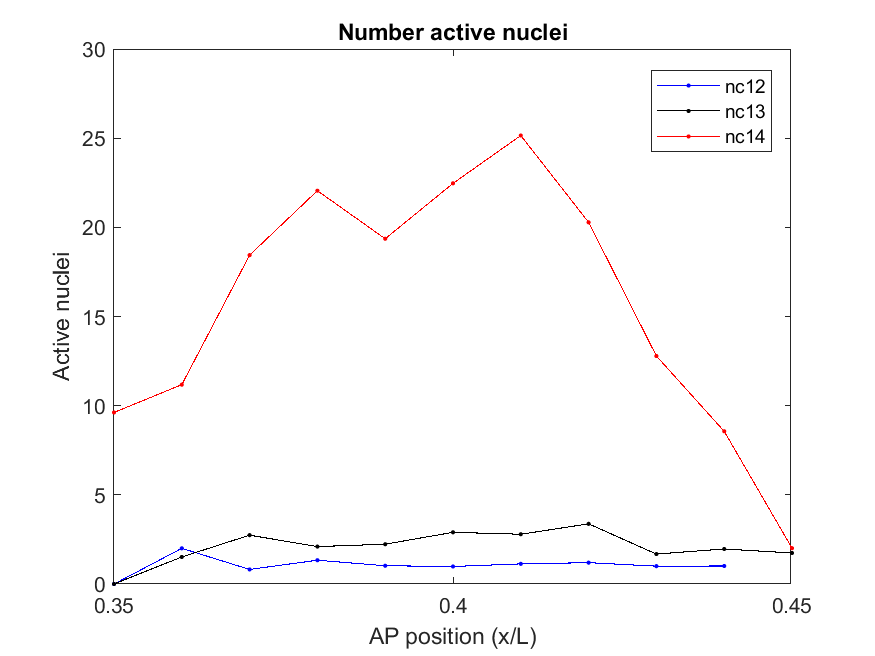 Number active nuclei
30
25
20
15
10
5
0
Active nuclei
nc12
nc13
nc14
0.35
0.4
0.45
AP position (x/L)